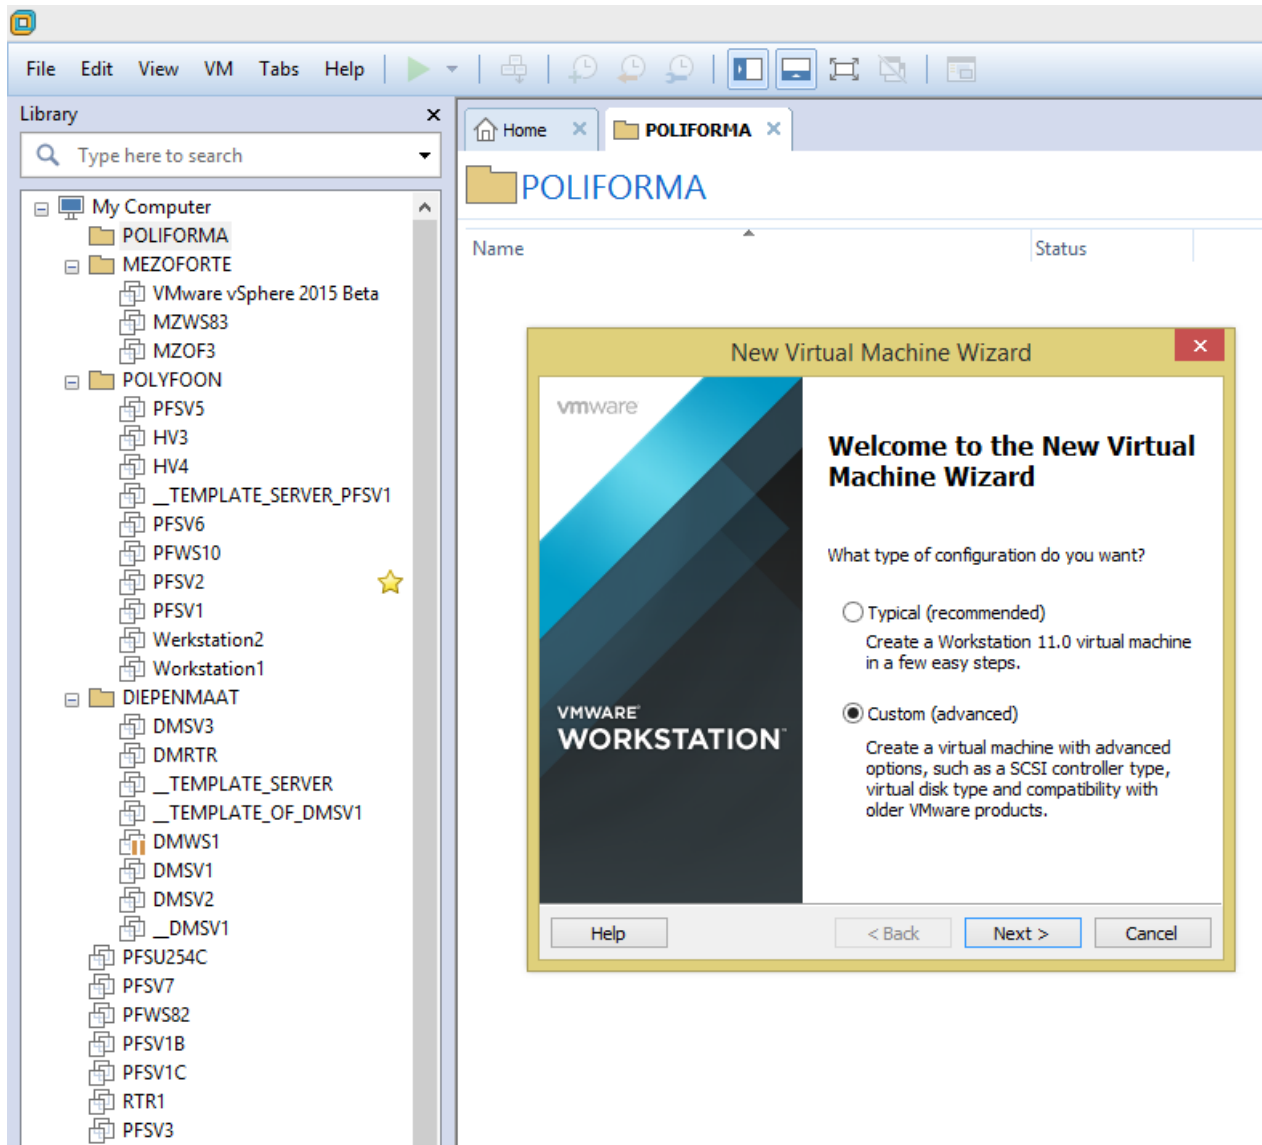 File Edit View VM Tabs Help
Library
Type here to search
My Computer
POLIFORMA
MEZOFORTE
VMware vSphere 2015 Beta
MZWS83
MZOF3
POLYFOON
PFSV5
HV3
HV4
__TEMPLATE_SERVER_PFSV1
PFSV6
PFWS10
PFSV2
PFSV1
Werkstation2
Workstation1
DIEPENMAAT
DMSV3
DMRTR
__TEMPLATE_SERVER
__TEMPLATE_OF_DMSV1
DMWS1
DMSV1
DMSV2
__DMSV1
PFSU254C
PFSV7
PFWS82
PFSV1B
PFSV1C
RTR1
PFSV3
Home POLIFORMA
POLIFORMA
Name Status
New Virtual Machine Wizard
vmware
VMWARE®
WORKSTATION™
Welcome to the New Virtual
Machine Wizard
What type of configuration do you want?
Typical (recommended)
Create a Workstation 11.0 virtual machine
in a few easy steps.
Custom (advanced)
Create a virtual machine with advanced
options, such as a SCSI controller type,
virtual disk type and compatibility with
older VMware products.
Help < Back Next > Cancel